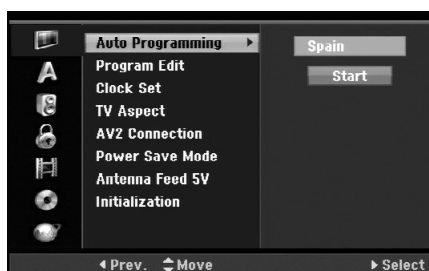 Auto Programming
Program Edit
Clock Set
TV Aspect
AV2 Connection
Power Save Mode
Antenna Feed 5V
Initialization
Spain
Start
A
Prev. Move Select